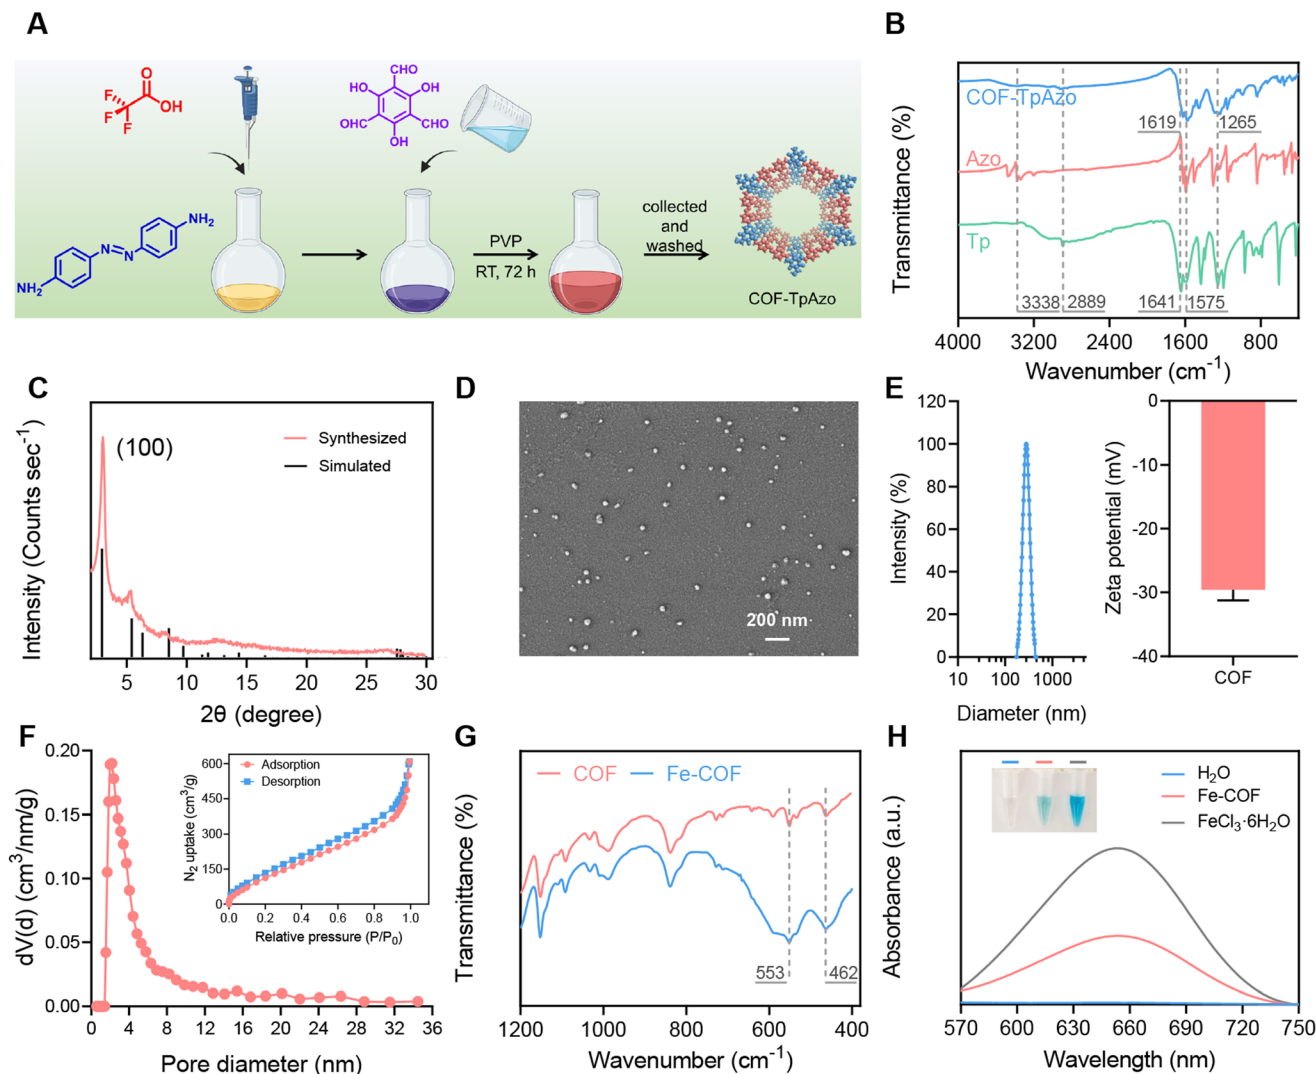 A
O
F
F
F
OH
CHO
HO
OH
OHC
CHO
OH
NH2
N
N
NH2
PVP
RT, 72 h
collected
and
washed
COF-TpAzo
B
Transmittance (%)
COF-TpAzo
1619
1265
Azo
Tp
3338
2889
1641
1575
4000
3200
2400
1600
800
Wavenumber (cm-1)
C
Intensity (Counts sec-1)
(100)
Synthesized
Simulated
5
10
15
20
25
30
2θ (degree)
D
200 nm
E
Intensity (%)
120
100
80
60
40
20
0
10
100
1000
Diameter (nm)
Zeta potential (mV)
0
-10
-20
-30
-40
COF
F
dV(d) (cm3/nm/g)
0.20
0.15
0.10
0.05
0.00
0
4
8
12
16
20
24
28
32
36
Pore diameter (nm)
N2 uptake (cm3/g)
600
450
300
150
0
Adsorption
Desorption
0.0
0.2
0.4
0.6
0.8
1.0
Relative pressure (P/P0)
G
Transmittance (%)
COF
Fe-COF
553
462
1200
1000
800
600
400
Wavenumber (cm-1)
H
Absorbance (a.u.)
H2O
Fe-COF
FeCl3·6H2O
570
600
630
660
690
720
750
Wavelength (nm)